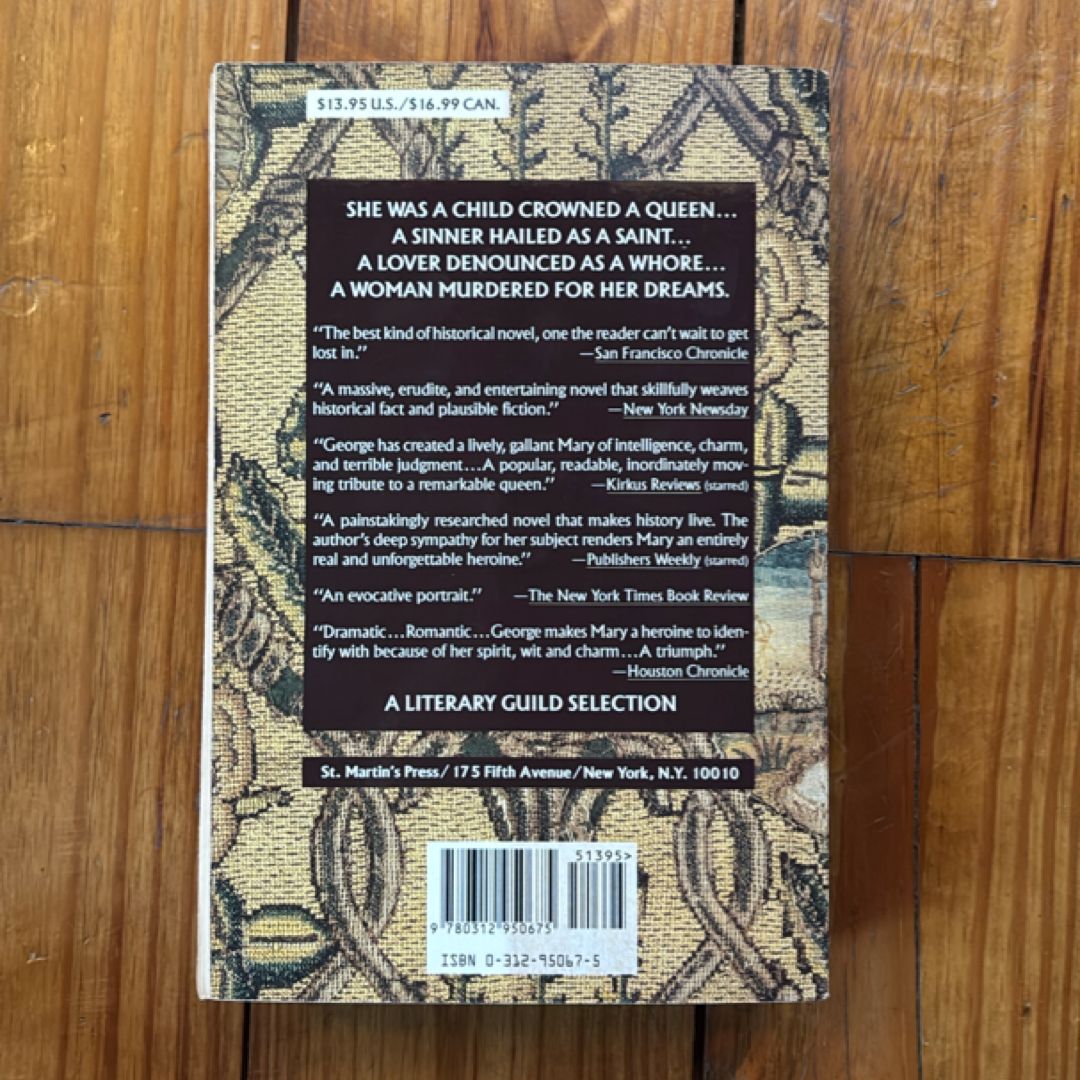 $13.95 U.S./$16.99 CAN.
SHE WAS A CHILD CROWNED A QUEEN...
A SINNER HAILED AS A SAINT...
A LOVER DENOUNCED AS A WHORE...
A WOMAN MURDERED FOR HER DREAMS.
“The best kind of historical novel, one the reader can’t wait to get
lost in.” —San Francisco Chronicle
“A massive, erudite, and entertaining novel that skillfully weaves
historical fact and plausible fiction.” —New York Newsday
“George has created a lively, gallant Mary of intelligence, charm,
and terrible judgment...A popular, readable, inordinately mov-
ing tribute to a remarkable queen.” —Kirkus Reviews (starred)
“A painstakingly researched novel that makes history live. The
author’s deep sympathy for her subject renders Mary an entirely
real and unforgettable heroine.” —Publishers Weekly (starred)
“An evocative portrait.” —The New York Times Book Review
“Dramatic...Romantic...George makes Mary a heroine to iden-
tify with because of her spirit, wit and charm...A triumph.”
—Houston Chronicle
A LITERARY GUILD SELECTION
St. Martin’s Press/175 Fifth Avenue/New York, N.Y. 10010
51395>
9 780312 950675
ISBN 0-312-95067-5